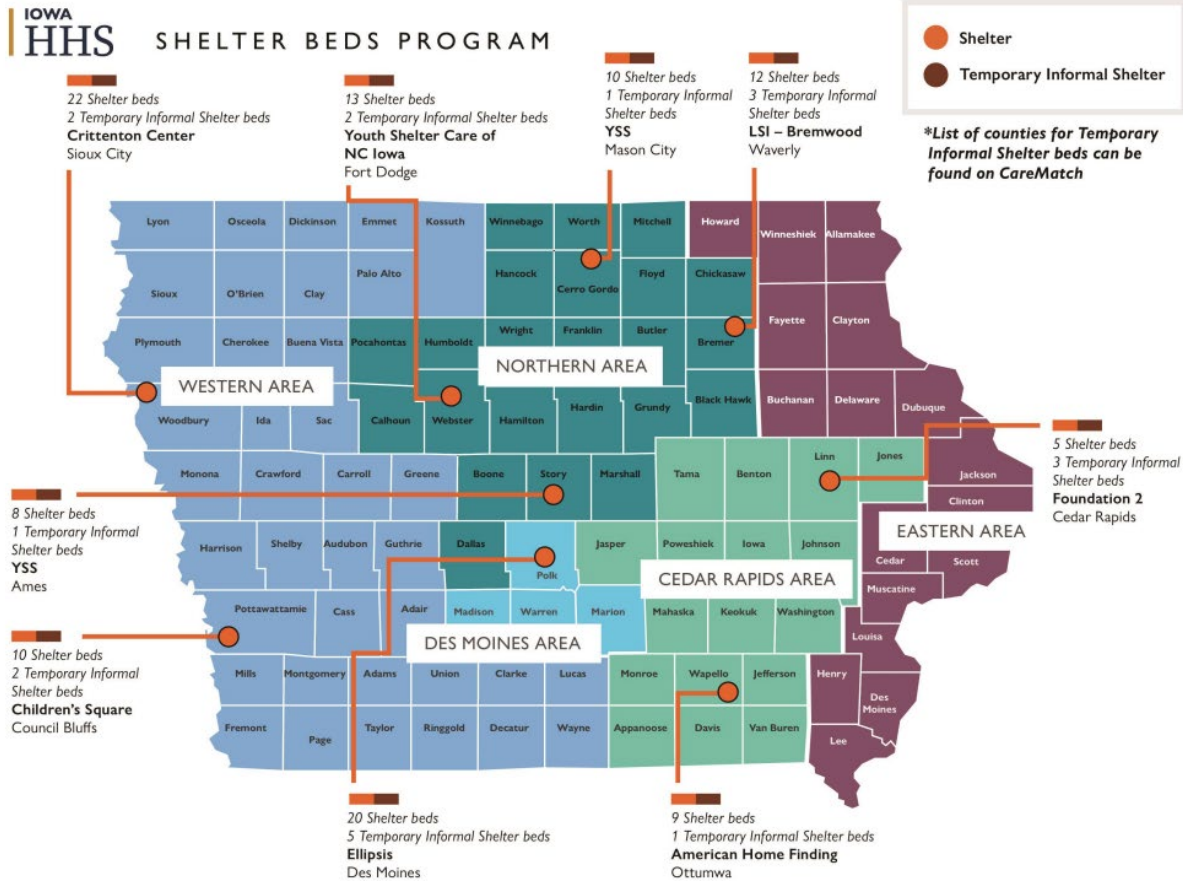 IOWA
HHS
SHELTER BEDS PROGRAM
Shelter
Temporary Informal Shelter
*List of counties for Temporary
Informal Shelter beds can be
found on CareMatch
22 Shelter beds
2 Temporary Informal Shelter beds
Crittenton Center
Sioux City
13 Shelter beds
2 Temporary Informal Shelter beds
Youth Shelter Care of
NC Iowa
Fort Dodge
10 Shelter beds
1 Temporary Informal
Shelter beds
YSS
Mason City
12 Shelter beds
3 Temporary Informal
Shelter beds
LSI – Bremwood
Waverly
Lyon Osceola Dickinson Emmet Kossuth Winnebago Worth Mitchell Howard Winneshiek Allamakee
Sioux O'Brien Clay Palo Alto Hancock Cerro Gordo Floyd Chickasaw
Plymouth Cherokee Buena Vista Pocahontas Humboldt Wright Franklin Butler Bremer Fayette Clayton
WESTERN AREA
NORTHERN AREA
Woodbury Ida Sac Calhoun Webster Hamilton Hardin Grundy Black Hawk Buchanan Delaware Dubuque
Monona Crawford Carroll Greene Boone Story Marshall Tama Benton Linn Jones Jackson
Clinton
EASTERN AREA
Harrison Shelby Audubon Guthrie Dallas Polk Jasper Poweshiek Iowa Johnson Cedar Scott
CEDAR RAPIDS AREA
Muscatine
Pottawattamie Cass Adair Madison Warren Marion Mahaska Keokuk Washington Louisa
DES MOINES AREA
Mills Montgomery Adams Union Clarke Lucas Monroe Wapello Jefferson Henry Des
Moines
Fremont Page Taylor Ringgold Decatur Wayne Appanoose Davis Van Buren Lee
5 Shelter beds
3 Temporary Informal
Shelter beds
Foundation 2
Cedar Rapids
8 Shelter beds
1 Temporary Informal
Shelter beds
YSS
Ames
10 Shelter beds
2 Temporary Informal
Shelter beds
Children's Square
Council Bluffs
20 Shelter beds
5 Temporary Informal Shelter beds
Ellipsis
Des Moines
9 Shelter beds
1 Temporary Informal Shelter beds
American Home Finding
Ottumwa